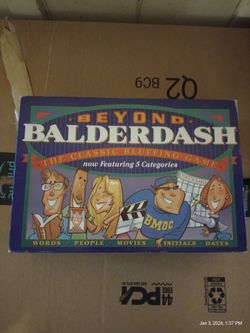 Q2
BC9
BEYOND
BALDERDASH
THE CLASSIC BLUFFING GAME
now Featuring 5 Categories
BMOC
WORDS · PEOPLE · MOVIES · INITIALS · DATES
44
PCA
Jan 3, 2026, 1:37 PM